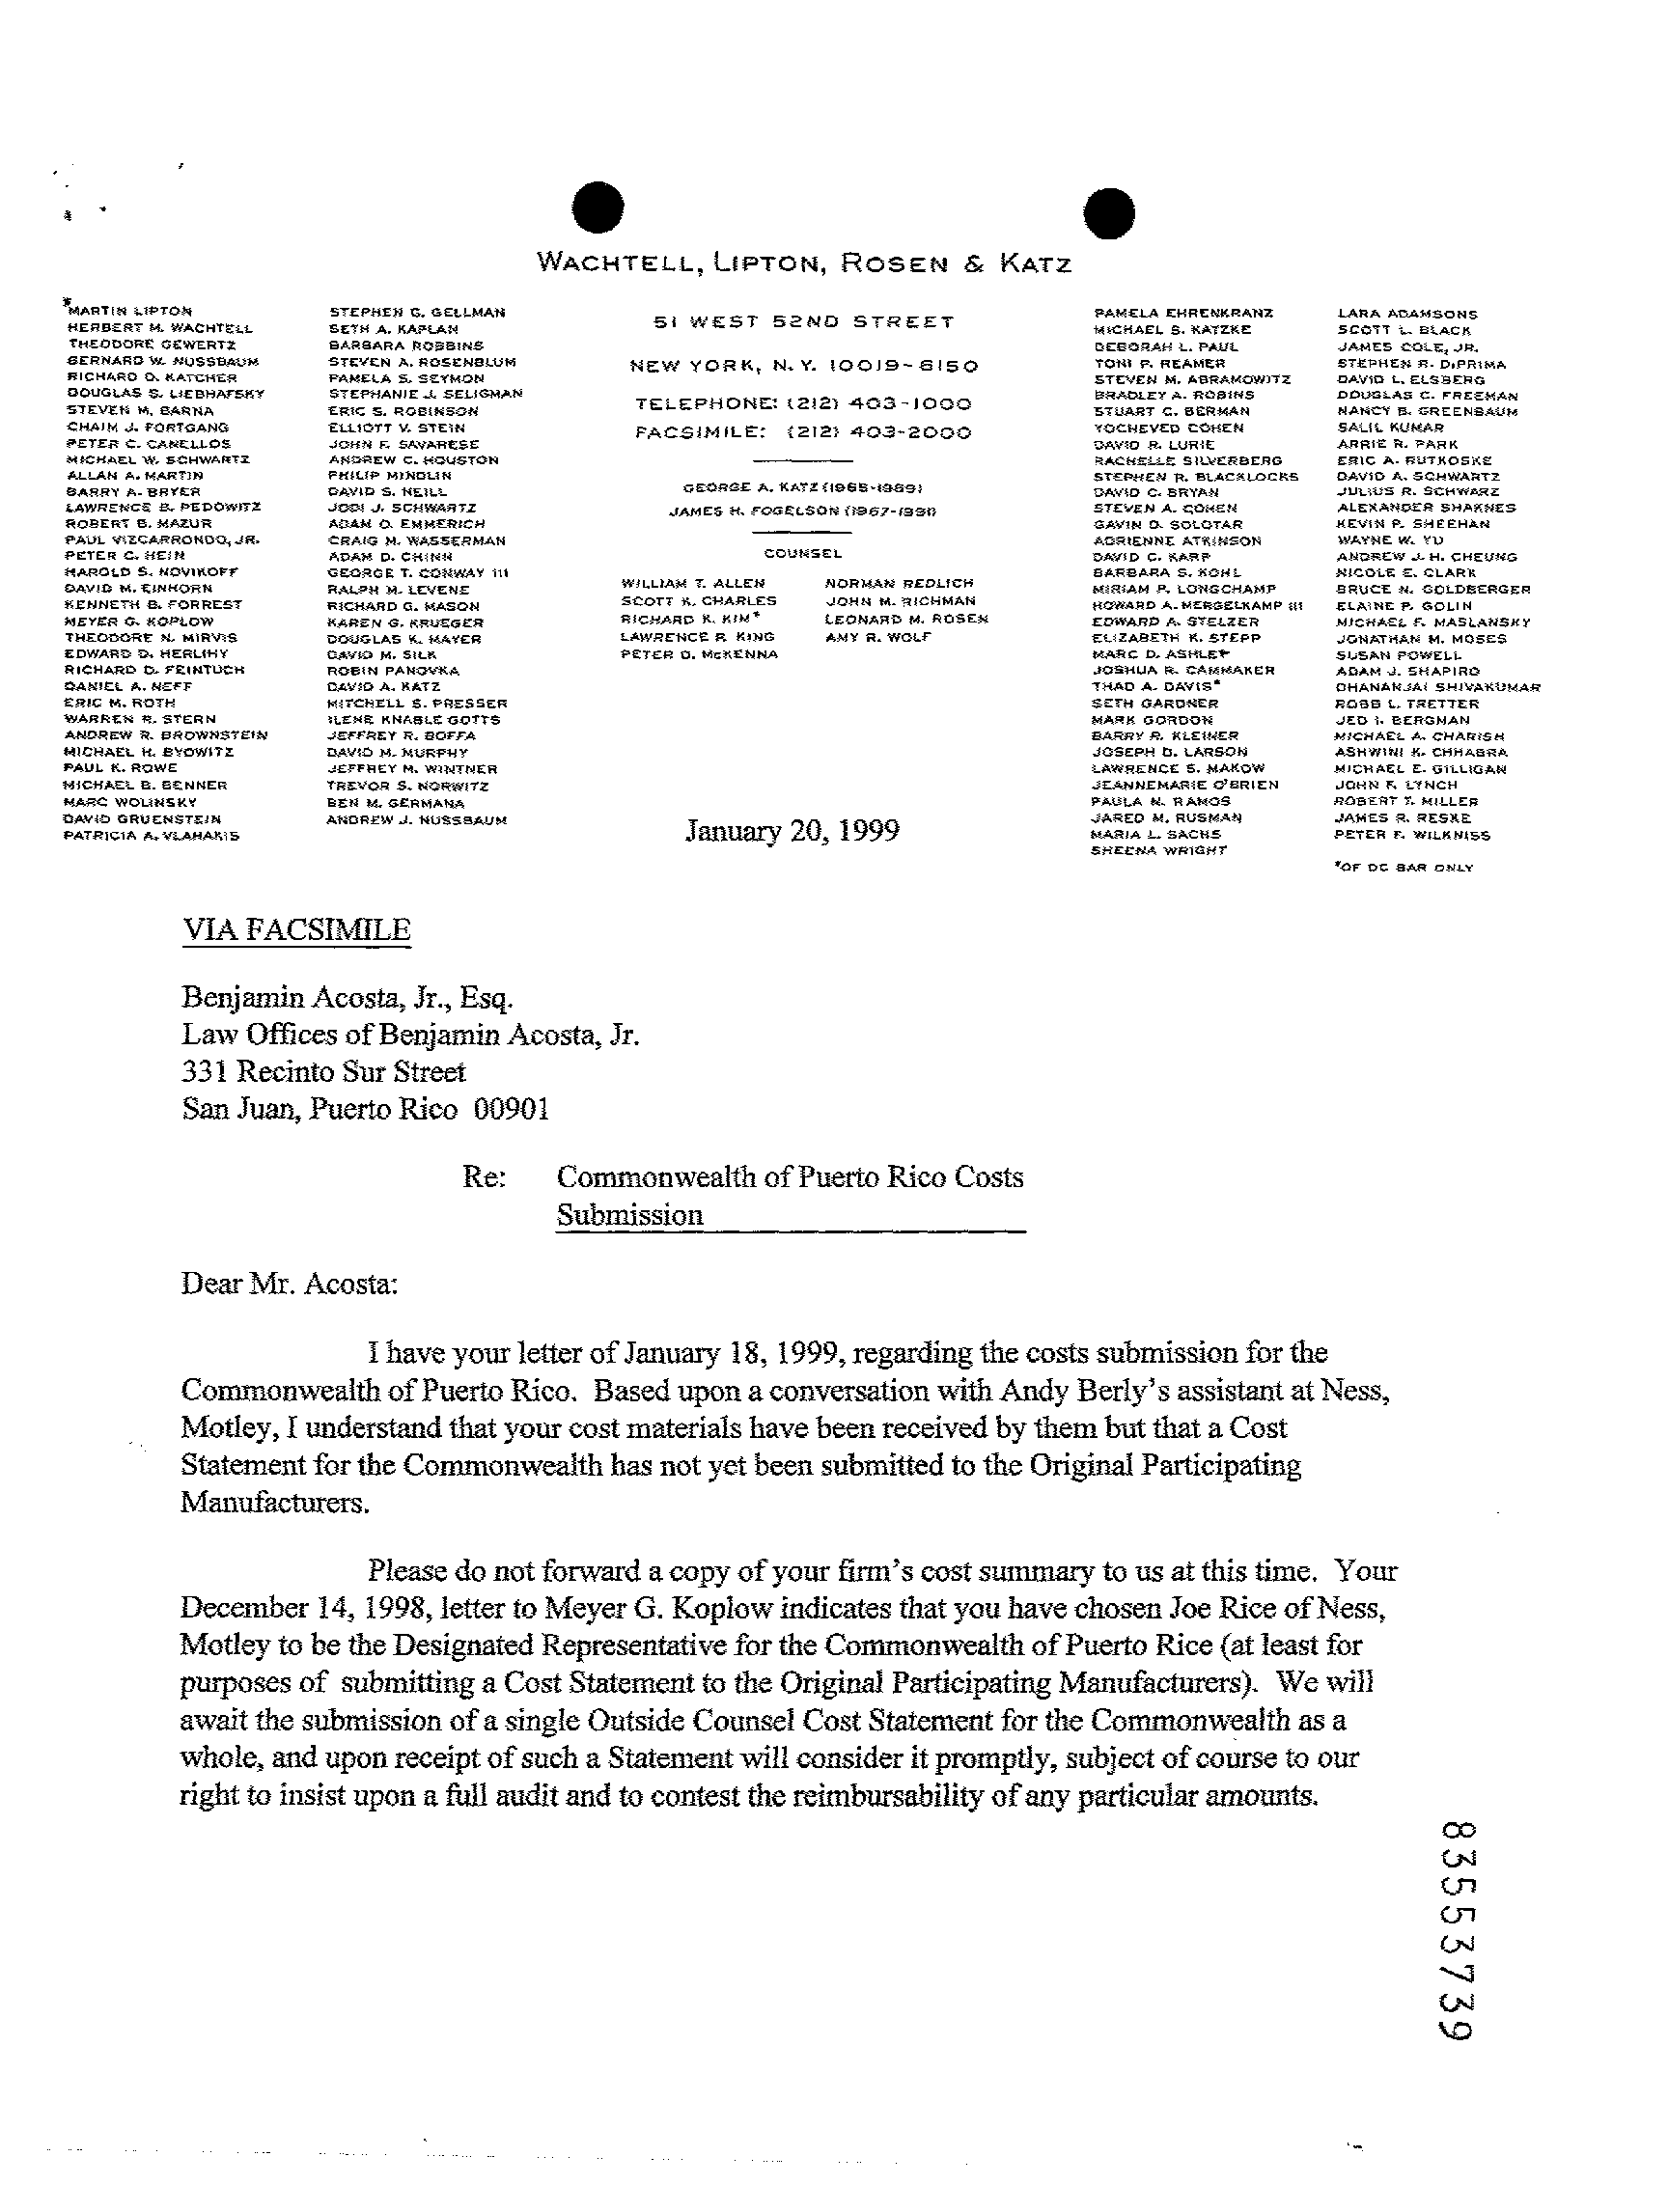 WACHTELL, LIPTON, ROSEN & KATZ
*MARTIN LIPTON
HERBERT M. WACHTELL
THEODORE GEWERTZ
BERNARD W. NUSSBAUM
RICHARD D. KATCHER
DOUGLAS S. LIEBHAFSKY
STEVEN M. BARNA
CHAIM J. FORTGANG
PETER C. CANELLOS
MICHAEL W. SCHWARTZ
ALLAN A. MARTIN
BARRY A. BRYER
LAWRENCE B. PEDOWITZ
ROBERT B. MAZUR
PAUL VIZCARRONDO, JR.
PETER C. HEIN
HAROLD S. NOVIKOFF
DAVID M. EINHORN
KENNETH B. FORREST
MEYER G. KOPLOW
THEODORE N. MIRVIS
EDWARD D. HERLIHY
RICHARD D. FEINTUCH
DANIEL A. NEFF
ERIC M. ROTH
WARREN R. STERN
ANDREW R. BROWNSTEIN
MICHAEL H. BYOWITZ
PAUL K. ROWE
MICHAEL B. BENNER
MARC WOLINSKY
DAVID GRUENSTEIN
PATRICIA A. VLAHAKIS
STEPHEN G. GELLMAN
SETH A. KAPLAN
BARBARA ROBBINS
STEVEN A. ROSENBLUM
PAMELA S. SEYMON
STEPHANIE J. SELIGMAN
ERIC S. ROBINSON
ELLIOTT V. STEIN
JOHN F. SAVARESE
ANDREW C. HOUSTON
PHILIP MINDLIN
DAVID S. NEILL
JODI J. SCHWARTZ
ADAM O. EMMERICH
CRAIG M. WASSERMAN
ADAM D. CHINN
GEORGE T. CONWAY III
RALPH M. LEVENE
RICHARD G. MASON
KAREN G. KRUEGER
DOUGLAS K. MAYER
DAVID M. SILK
ROBIN PANOVKA
DAVID A. KATZ
MITCHELL S. PRESSER
ILENE KNABLE GOTTS
JEFFREY R. BOFFA
DAVID M. MURPHY
JEFFREY M. WINTNER
TREVOR S. NORWITZ
BEN M. GERMANA
ANDREW J. NUSSBAUM
51 WEST 52ND STREET
NEW YORK, N.Y. 10019-6150
TELEPHONE: (212) 403-1000
FACSIMILE: (212) 403-2000
GEORGE A. KATZ (1965-1989)
JAMES H. FOGELSON (1967-1991)
COUNSEL
WILLIAM T. ALLEN
SCOTT K. CHARLES
RICHARD K. KIM*
LAWRENCE P. KING
PETER D. McKENNA
NORMAN REDLICH
JOHN M. RICHMAN
LEONARD M. ROSEN
AMY R. WOLF
PAMELA EHRENKRANZ
MICHAEL S. KATZKE
DEBORAH L. PAUL
TONI P. REAMER
STEVEN M. ABRAMOWITZ
BRADLEY A. ROBINS
STUART C. BERMAN
YOCHEVED COHEN
DAVID R. LURIE
RACHELLE SILVERBERG
STEPHEN R. BLACKLOCKS
DAVID C. BRYAN
STEVEN A. COHEN
GAVIN D. SOLOTAR
ADRIENNE ATKINSON
DAVID C. KARP
BARBARA S. KOHL
MIRIAM P. LONGCHAMP
HOWARD A. MERGELKAMP III
EDWARD A. STELZER
ELIZABETH K. STEPP
MARC D. ASHLEY
JOSHUA R. CAMMAKER
THAD A. DAVIS*
SETH GARDNER
MARK GORDON
BARRY R. KLEINER
JOSEPH D. LARSON
LAWRENCE S. MAKOW
JEANNEMARIE O'BRIEN
PAULA N. RAMOS
JARED M. RUSMAN
MARIA L. SACHS
SHEENA WRIGHT
LARA ADAMSONS
SCOTT L. BLACK
JAMES COLE, JR.
STEPHEN R. DiPRIMA
DAVID L. ELSBERG
DOUGLAS C. FREEMAN
NANCY B. GREENBAUM
SALIL KUMAR
ARRIE R. PARK
ERIC A. RUTKOSKE
DAVID A. SCHWARTZ
JULIUS R. SCHWARZ
ALEXANDER SHAKNES
KEVIN P. SHEEHAN
WAYNE W. YU
ANDREW J. H. CHEUNG
NICOLE E. CLARK
BRUCE N. GOLDBERGER
ELAINE P. GOLIN
MICHAEL F. MASLANSKY
JONATHAN M. MOSES
SUSAN POWELL
ADAM J. SHAPIRO
DHANANJAI SHIVAKUMAR
ROBB L. TRETTER
JED I. BERGMAN
MICHAEL A. CHARISH
ASHWINI K. CHHABRA
MICHAEL E. GILLIGAN
JOHN F. LYNCH
ROBERT T. MILLER
JAMES R. RESKE
PETER F. WILKNISS
*OF DC BAR ONLY
January 20, 1999
VIA FACSIMILE
Benjamin Acosta, Jr., Esq.
Law Offices of Benjamin Acosta, Jr.
331 Recinto Sur Street
San Juan, Puerto Rico 00901
Re: Commonwealth of Puerto Rico Costs
Submission
Dear Mr. Acosta:
I have your letter of January 18, 1999, regarding the costs submission for the
Commonwealth of Puerto Rico. Based upon a conversation with Andy Berly's assistant at Ness,
Motley, I understand that your cost materials have been received by them but that a Cost
Statement for the Commonwealth has not yet been submitted to the Original Participating
Manufacturers.
Please do not forward a copy of your firm's cost summary to us at this time. Your
December 14, 1998, letter to Meyer G. Koplow indicates that you have chosen Joe Rice of Ness,
Motley to be the Designated Representative for the Commonwealth of Puerto Rice (at least for
purposes of submitting a Cost Statement to the Original Participating Manufacturers). We will
await the submission of a single Outside Counsel Cost Statement for the Commonwealth as a
whole, and upon receipt of such a Statement will consider it promptly, subject of course to our
right to insist upon a full audit and to contest the reimbursability of any particular amounts.
83553739